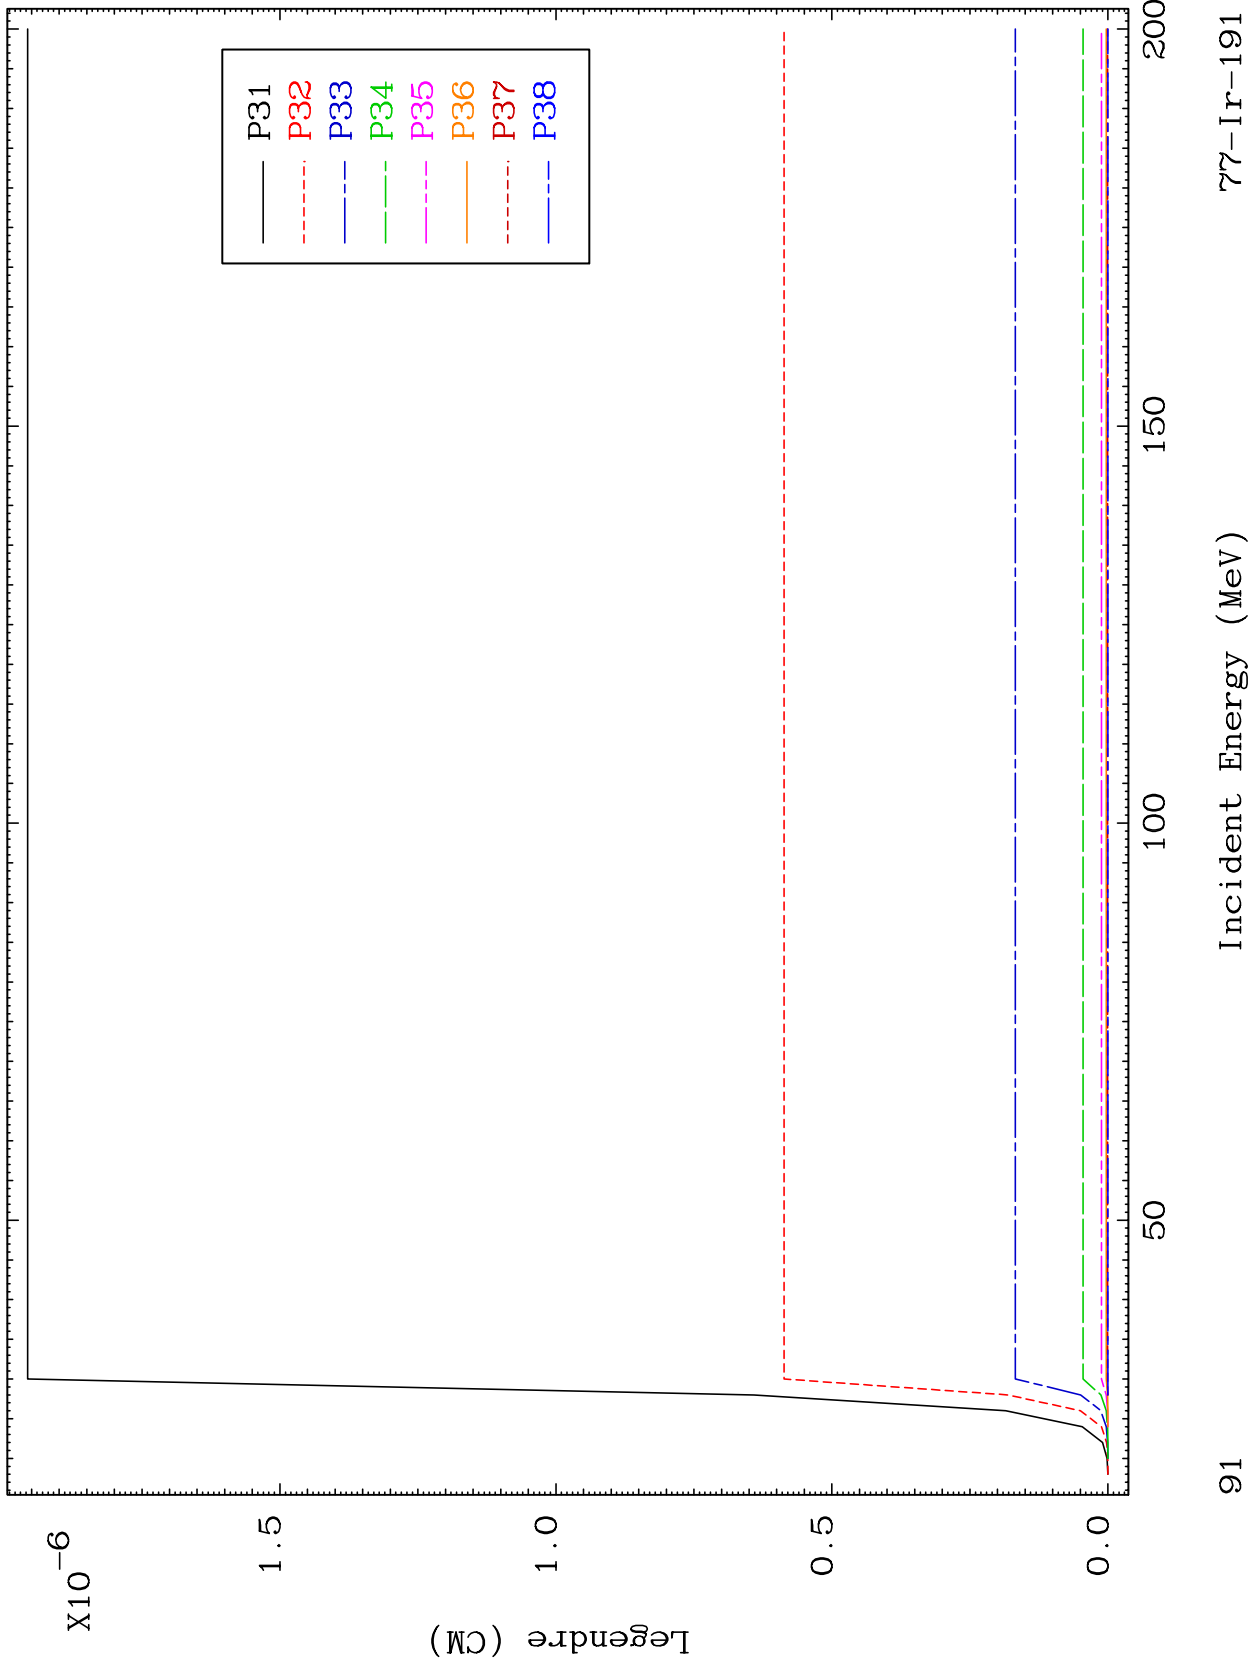 X10-6
Legendre (CM)
1.5
1.0
0.5
0.0
P31
P32
P33
P34
P35
P36
P37
P38
50
100
150
200
91
Incident Energy (MeV)
77-Ir-191